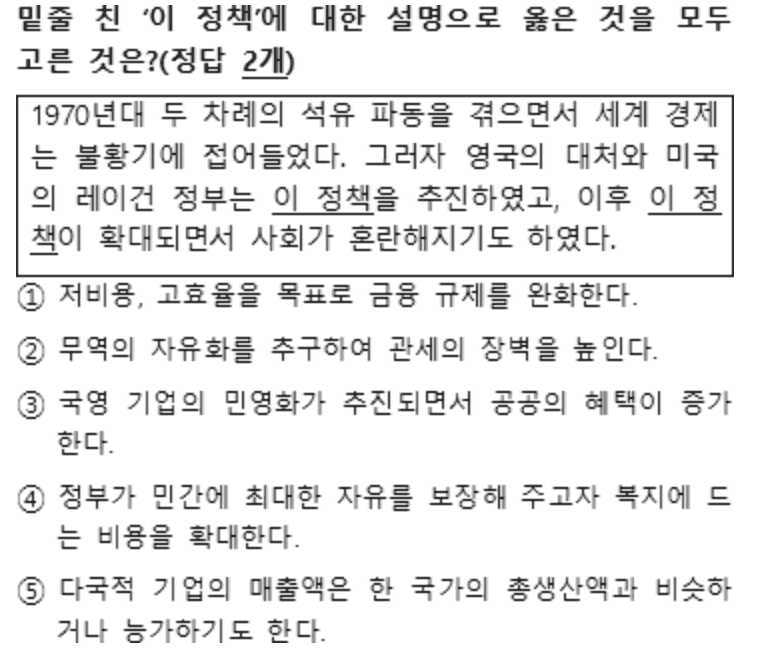 밑줄 친 ‘이 정책’에 대한 설명으로 옳은 것을 모두
고른 것은?(정답 2개)
1970년대 두 차례의 석유 파동을 겪으면서 세계 경제
는 불황기에 접어들었다. 그러자 영국의 대처와 미국
의 레이건 정부는 이 정책을 추진하였고, 이후 이 정
책이 확대되면서 사회가 혼란해지기도 하였다.
① 저비용, 고효율을 목표로 금융 규제를 완화한다.
② 무역의 자유화를 추구하여 관세의 장벽을 높인다.
③ 국영 기업의 민영화가 추진되면서 공공의 혜택이 증가
한다.
④ 정부가 민간에 최대한 자유를 보장해 주고자 복지에 드
는 비용을 확대한다.
⑤ 다국적 기업의 매출액은 한 국가의 총생산액과 비슷하
거나 능가하기도 한다.